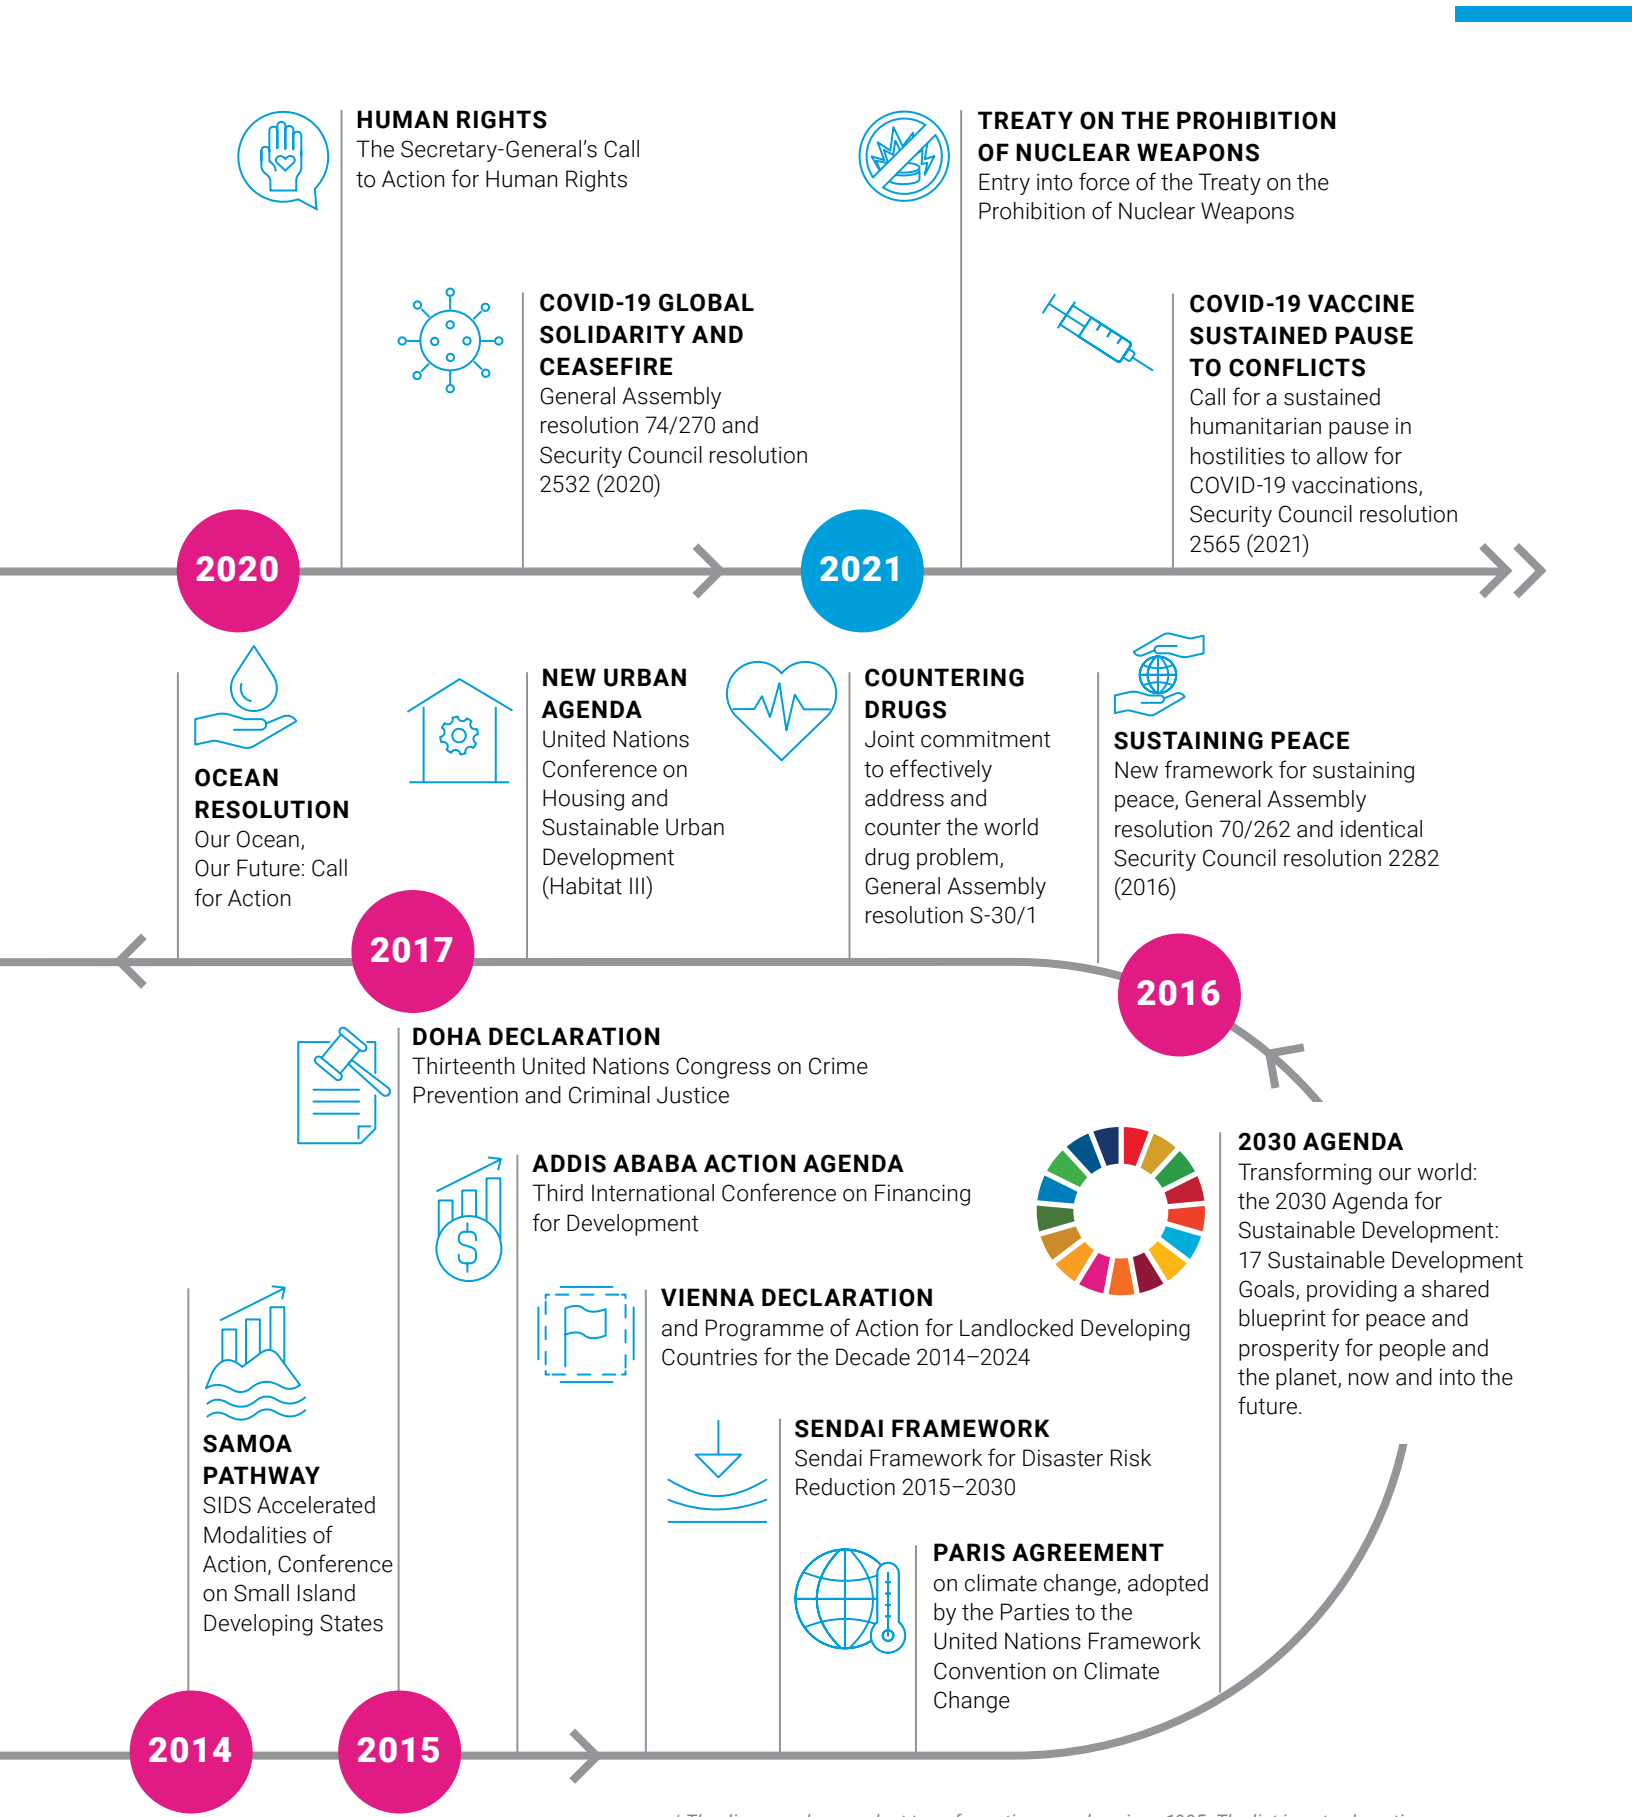 HUMAN RIGHTS
The Secretary-General’s Call
to Action for Human Rights
TREATY ON THE PROHIBITION
OF NUCLEAR WEAPONS
Entry into force of the Treaty on the
Prohibition of Nuclear Weapons
COVID-19 GLOBAL
SOLIDARITY AND
CEASEFIRE
General Assembly
resolution 74/270 and
Security Council resolution
2532 (2020)
COVID-19 VACCINE
SUSTAINED PAUSE
TO CONFLICTS
Call for a sustained
humanitarian pause in
hostilities to allow for
COVID-19 vaccinations,
Security Council resolution
2565 (2021)
2020
2021
OCEAN
RESOLUTION
Our Ocean,
Our Future: Call
for Action
NEW URBAN
AGENDA
United Nations
Conference on
Housing and
Sustainable Urban
Development
(Habitat III)
COUNTERING
DRUGS
Joint commitment
to effectively
address and
counter the world
drug problem,
General Assembly
resolution S-30/1
SUSTAINING PEACE
New framework for sustaining
peace, General Assembly
resolution 70/262 and identical
Security Council resolution 2282
(2016)
2017
2016
DOHA DECLARATION
Thirteenth United Nations Congress on Crime
Prevention and Criminal Justice
ADDIS ABABA ACTION AGENDA
Third International Conference on Financing
for Development
2030 AGENDA
Transforming our world:
the 2030 Agenda for
Sustainable Development:
17 Sustainable Development
Goals, providing a shared
blueprint for peace and
prosperity for people and
the planet, now and into the
future.
VIENNA DECLARATION
and Programme of Action for Landlocked Developing
Countries for the Decade 2014–2024
SAMOA
PATHWAY
SIDS Accelerated
Modalities of
Action, Conference
on Small Island
Developing States
SENDAI FRAMEWORK
Sendai Framework for Disaster Risk
Reduction 2015–2030
PARIS AGREEMENT
on climate change, adopted
by the Parties to the
United Nations Framework
Convention on Climate
Change
2014
2015